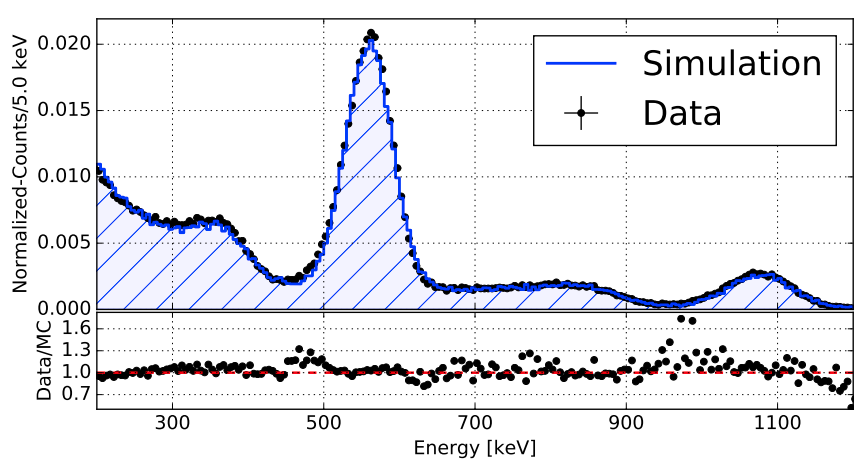 Normalized-Counts/5.0 keV
0.020
0.015
0.010
0.005
0.000
Simulation
Data
Data/MC
1.6
1.3
1.0
0.7
300 500 700 900 1100
Energy [keV]